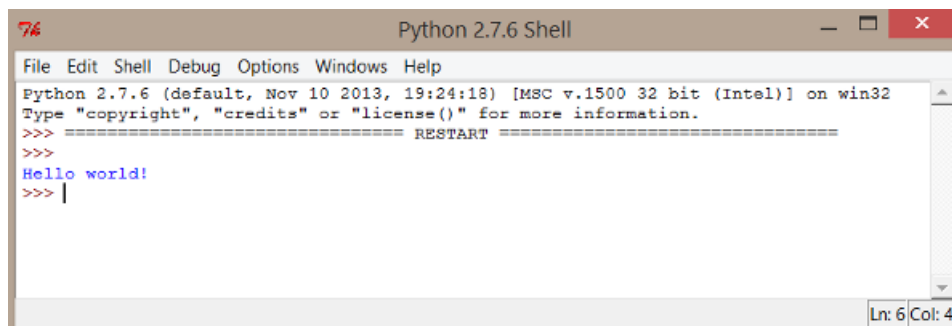 Python 2.7.6 Shell
File Edit Shell Debug Options Windows Help
Python 2.7.6 (default, Nov 10 2013, 19:24:18) [MSC v.1500 32 bit (Intel)] on win32
Type "copyright", "credits" or "license()" for more information.
>>> ================================ RESTART ================================
>>>
Hello world!
>>>
Ln: 6 Col: 4